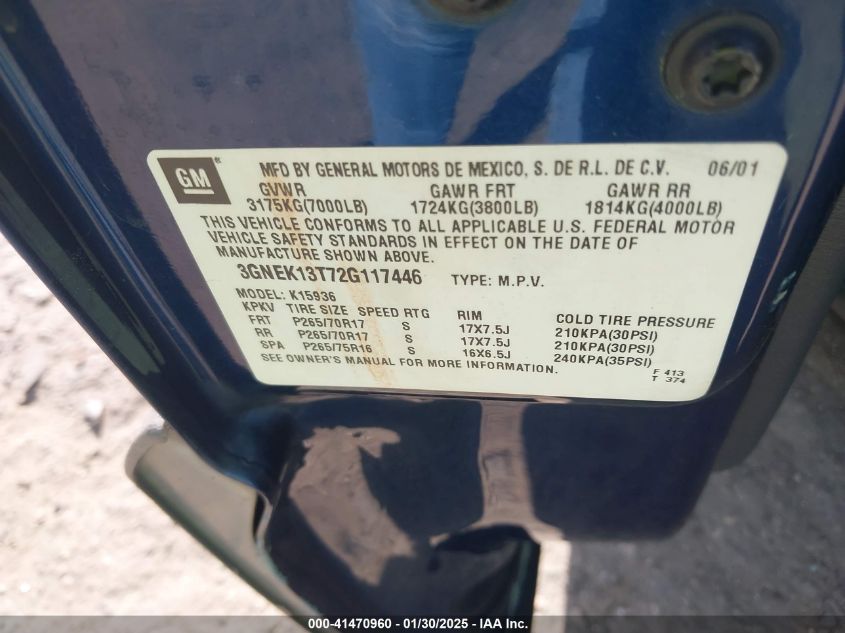 GM ® MFD BY GENERAL MOTORS DE MEXICO, S. DE R.L. DE C.V. 06/01
GVWR GAWR FRT GAWR RR
3175KG(7000LB) 1724KG(3800LB) 1814KG(4000LB)
THIS VEHICLE CONFORMS TO ALL APPLICABLE U.S. FEDERAL MOTOR
VEHICLE SAFETY STANDARDS IN EFFECT ON THE DATE OF
MANUFACTURE SHOWN ABOVE.
3GNEK13T72G117446 TYPE: M.P.V.
MODEL: K15936
KPKV TIRE SIZE SPEED RTG RIM COLD TIRE PRESSURE
FRT P265/70R17 S 17X7.5J 210KPA(30PSI)
RR P265/70R17 S 17X7.5J 210KPA(30PSI)
SPA P265/75R16 S 16X6.5J 240KPA(35PSI)
SEE OWNER'S MANUAL FOR MORE INFORMATION.
F 413
T 374
000-41470960 - 01/30/2025 - IAA Inc.